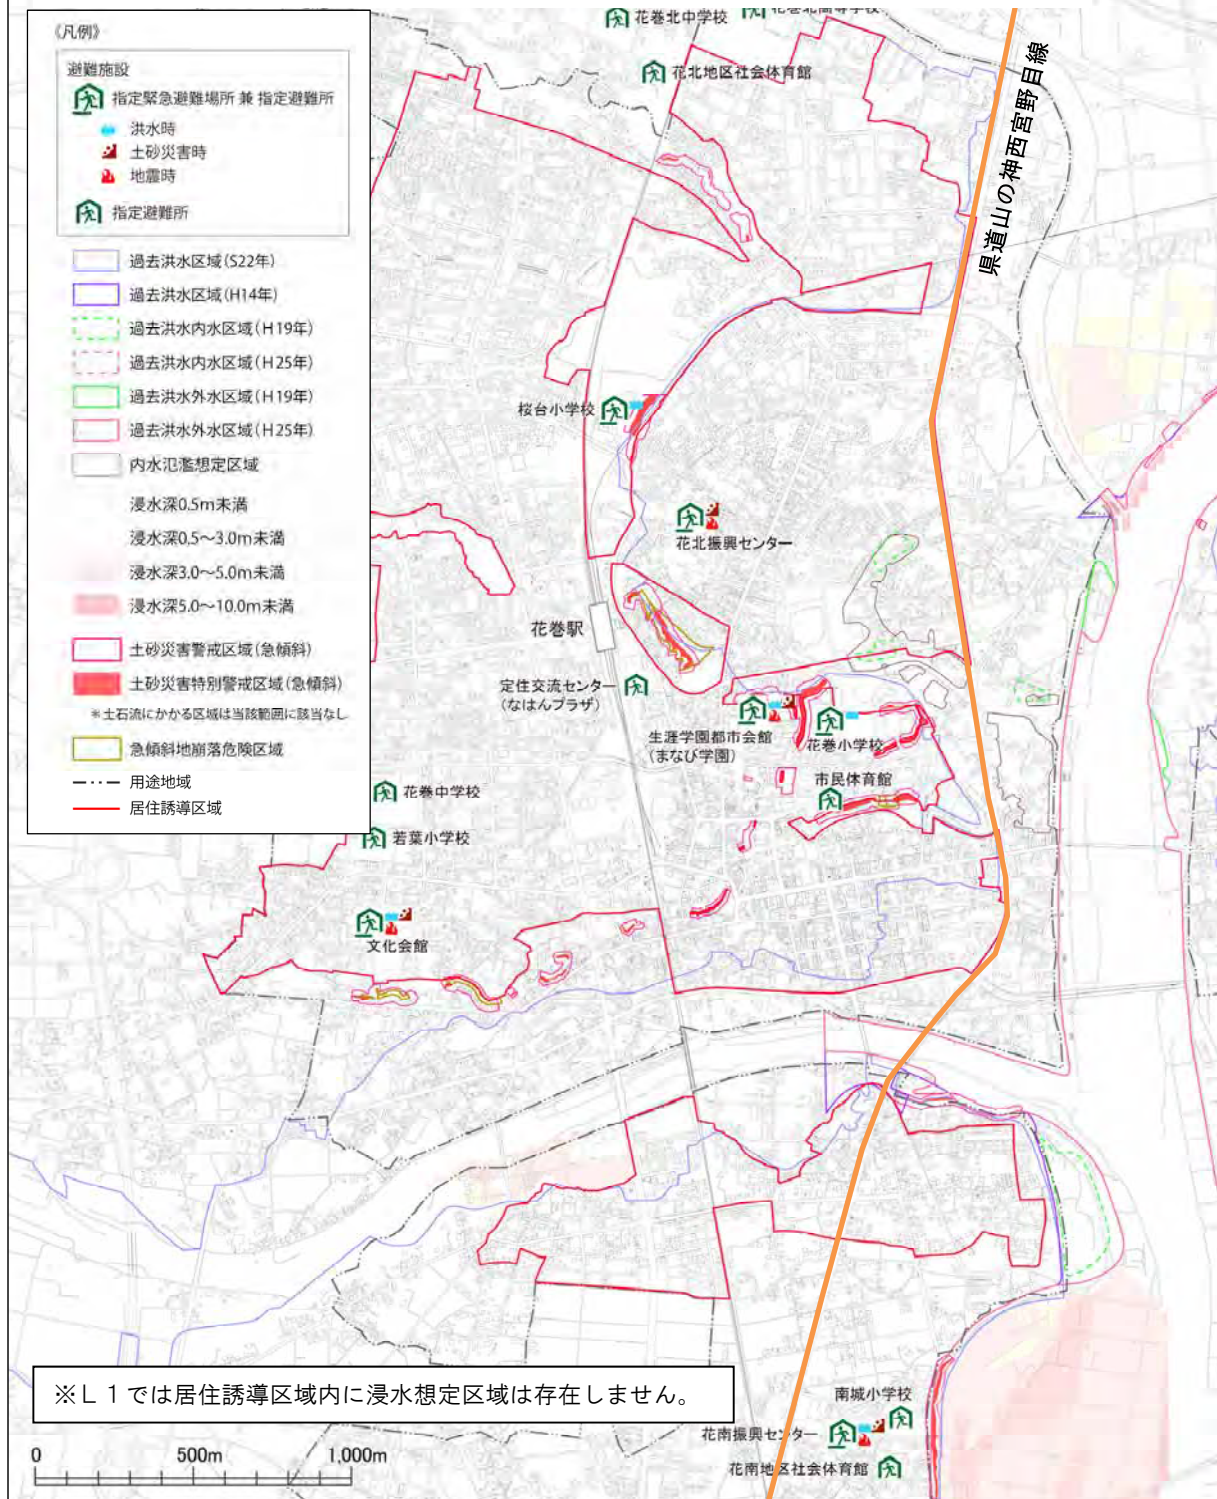 《凡例》
避難施設
指定緊急避難場所 兼 指定避難所
洪水時
土砂災害時
地震時
指定避難所
過去洪水区域(S22年)
過去洪水区域(H14年)
過去洪水内水区域(H19年)
過去洪水内水区域(H25年)
過去洪水外水区域(H19年)
過去洪水外水区域(H25年)
内水氾濫想定区域
浸水深0.5m未満
浸水深0.5～3.0m未満
浸水深3.0～5.0m未満
浸水深5.0～10.0m未満
土砂災害警戒区域(急傾斜)
土砂災害特別警戒区域(急傾斜)
＊土石流にかかる区域は当該範囲に該当なし
急傾斜地崩落危険区域
用途地域
居住誘導区域
花巻北中学校
花巻北高等学校
花北地区社会体育館
県道山の神西宮野目線
桜台小学校
花北振興センター
花巻駅
定住交流センター
(なはんプラザ)
生涯学園都市会館
(まなび学園)
花巻小学校
市民体育館
花巻中学校
若葉小学校
文化会館
※Ｌ１では居住誘導区域内に浸水想定区域は存在しません。
南城小学校
花南振興センター
花南地区社会体育館
0 500m 1,000m